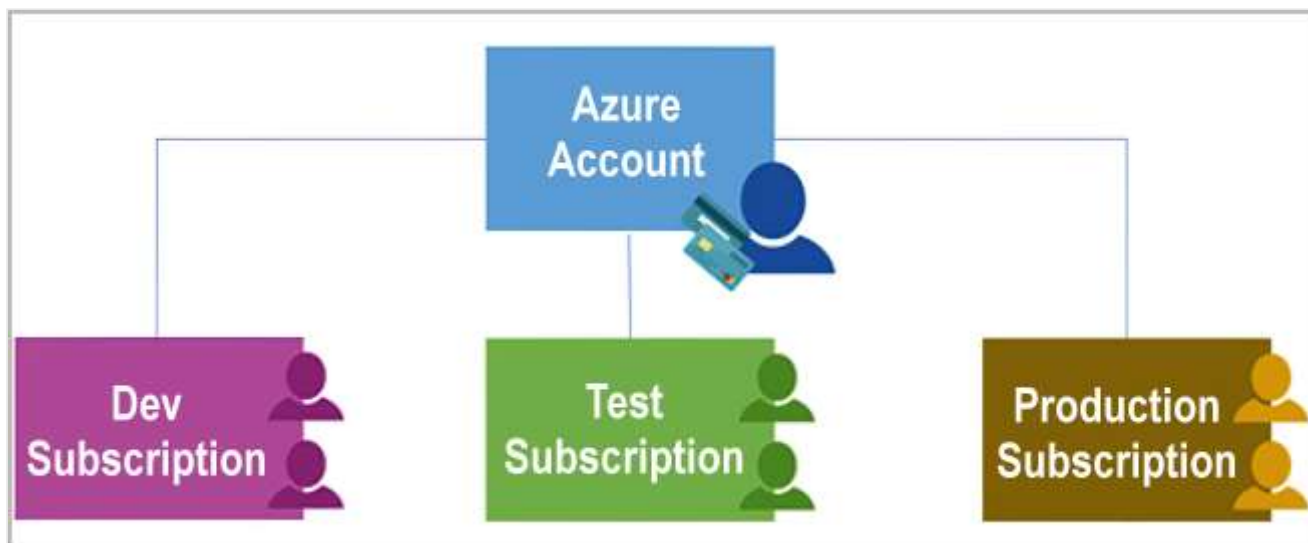 Azure
Account
Dev
Subscription
Test
Subscription
Production
Subscription